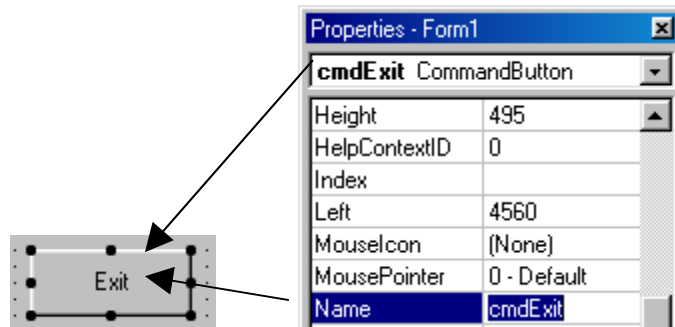 Properties - Form1
cmdExit CommandButton
Height 495
HelpContextID 0
Index
Left 4560
MouseIcon (None)
MousePointer 0 - Default
Name cmdExit
Exit